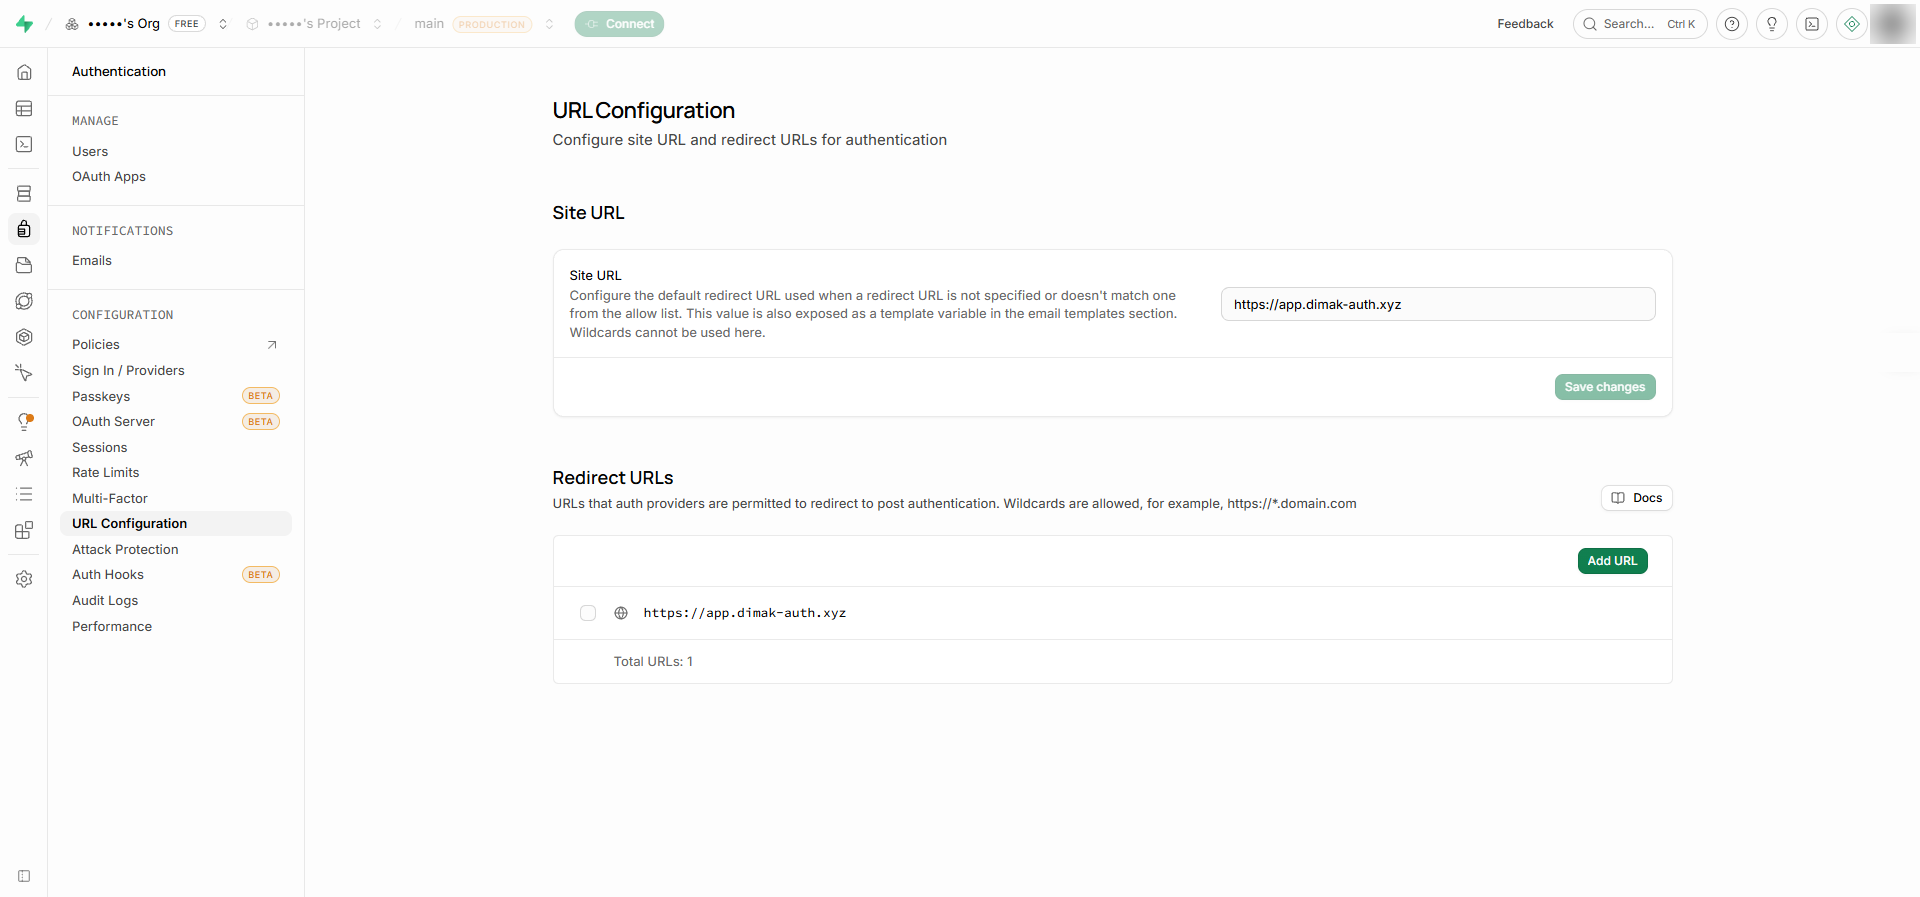 •••••'s Org FREE
•••••'s Project
main PRODUCTION
Connect
Feedback
Search... Ctrl K
Authentication
MANAGE
Users
OAuth Apps
NOTIFICATIONS
Emails
CONFIGURATION
Policies
Sign In / Providers
Passkeys BETA
OAuth Server BETA
Sessions
Rate Limits
Multi-Factor
URL Configuration
Attack Protection
Auth Hooks BETA
Audit Logs
Performance
URL Configuration
Configure site URL and redirect URLs for authentication
Site URL
Site URL
Configure the default redirect URL used when a redirect URL is not specified or doesn't match one
from the allow list. This value is also exposed as a template variable in the email templates section.
Wildcards cannot be used here.
https://app.dimak-auth.xyz
Save changes
Redirect URLs
URLs that auth providers are permitted to redirect to post authentication. Wildcards are allowed, for example, https://*.domain.com
Docs
Add URL
https://app.dimak-auth.xyz
Total URLs: 1